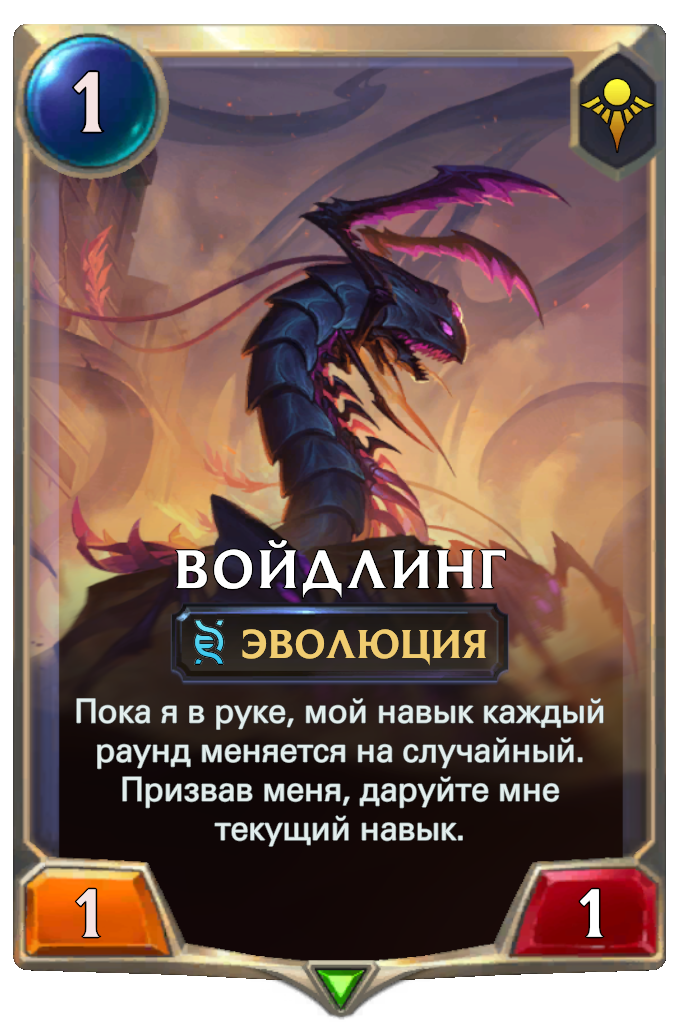 1
ВОЙДЛИНГ
ЭВОЛЮЦИЯ
Пока я в руке, мой навык каждый
раунд меняется на случайный.
Призвав меня, даруйте мне
текущий навык.
1
1